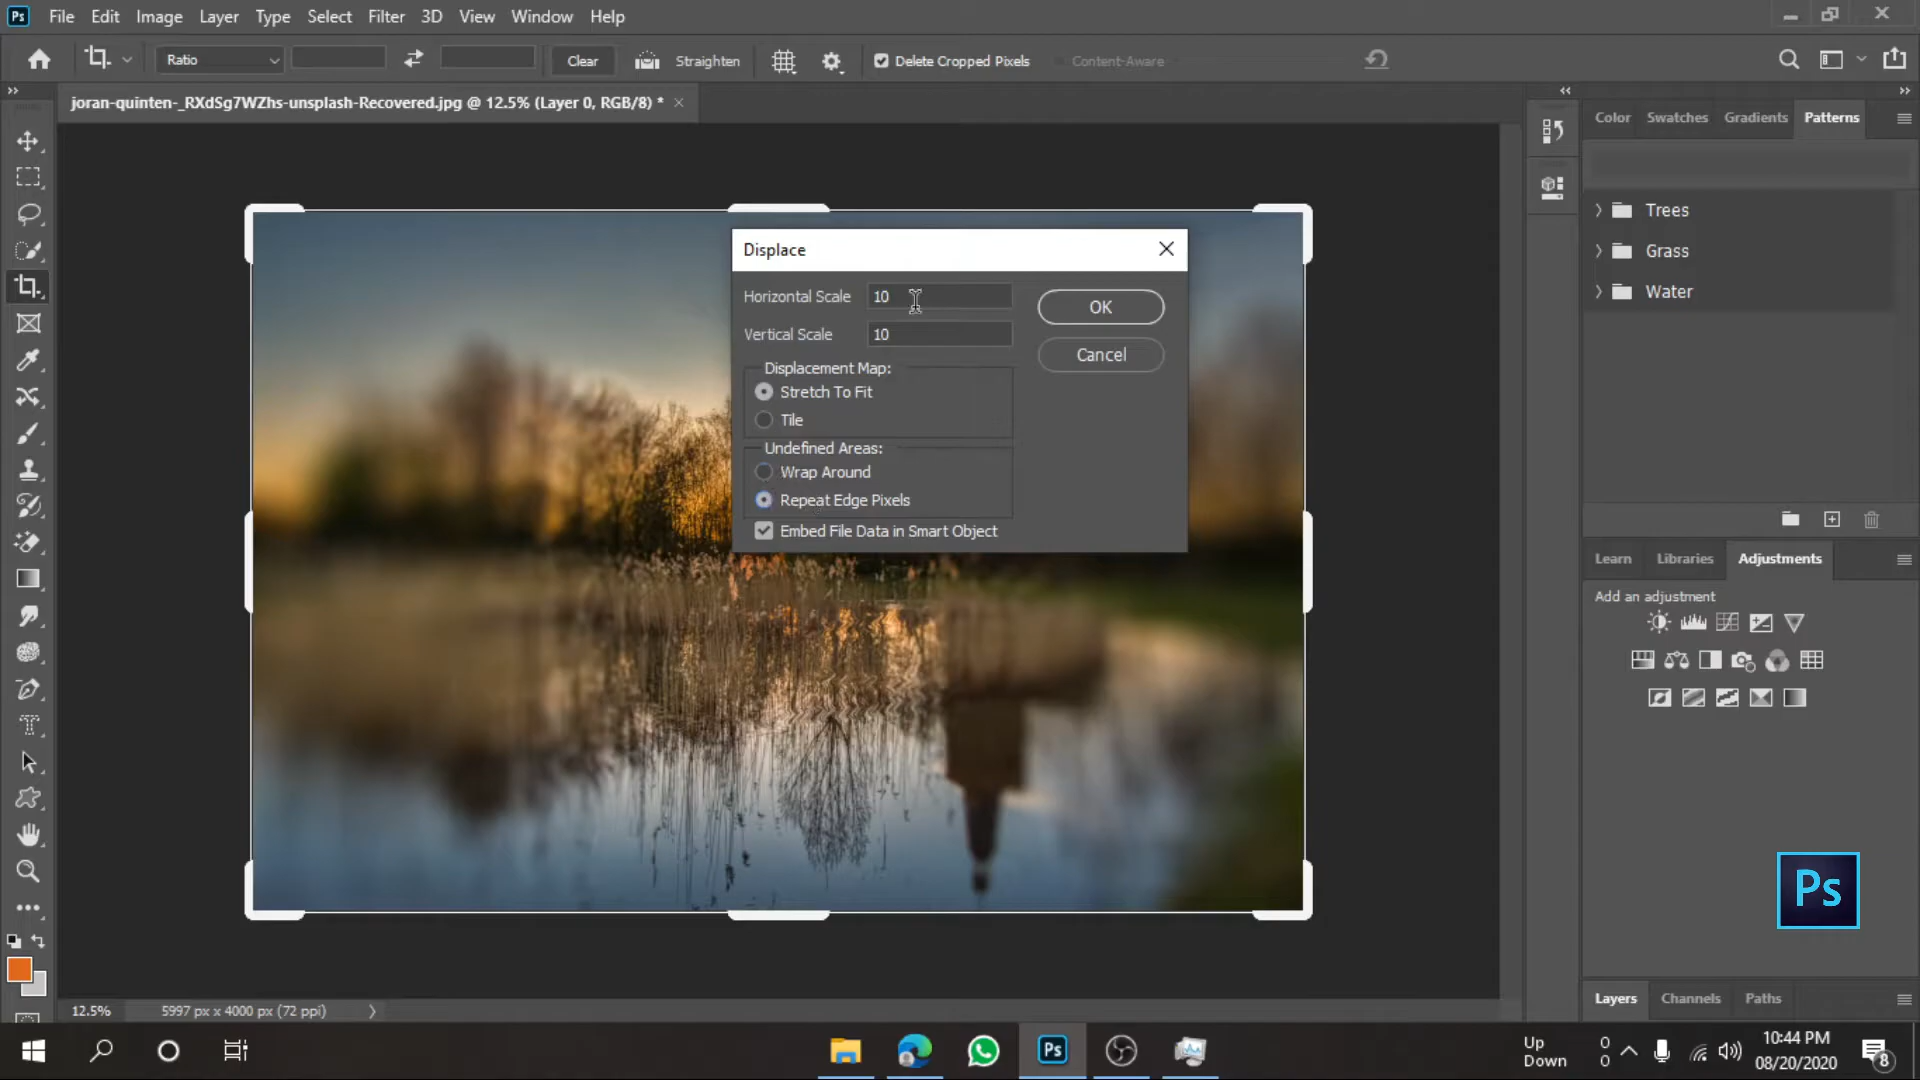 Ps File Edit Image Layer Type Select Filter 3D View Window Help
Ratio Clear Straighten Delete Cropped Pixels Content-Aware
joran-quinten-_RXdSg7WZhs-unsplash-Recovered.jpg @ 12.5% (Layer 0, RGB/8) *
Color Swatches Gradients Patterns
Trees
Grass
Water
Displace
Horizontal Scale 10
OK
Vertical Scale 10
Cancel
Displacement Map:
Stretch To Fit
Tile
Undefined Areas:
Wrap Around
Repeat Edge Pixels
Embed File Data in Smart Object
Learn Libraries Adjustments
Add an adjustment
Ps
12.5% 5997 px x 4000 px (72 ppi)
Layers Channels Paths
Ps
Up 0
Down 0
10:44 PM
08/20/2020
8